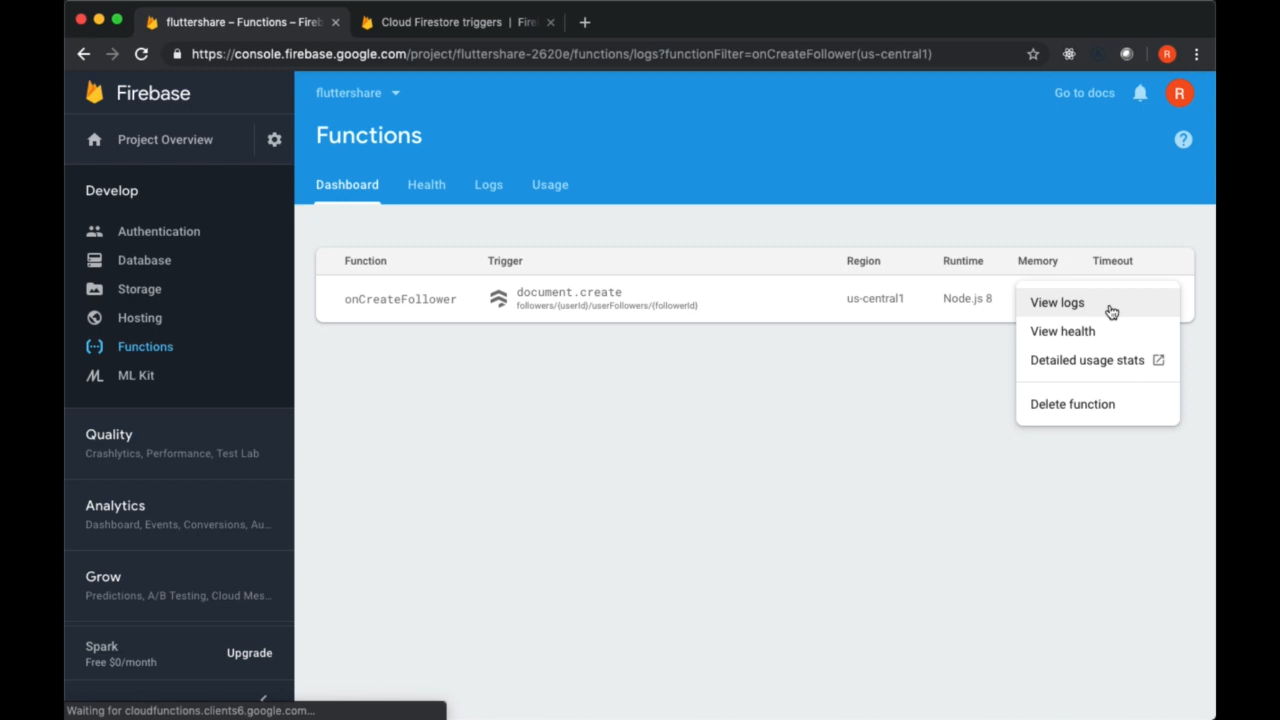 fluttershare – Functions – Fireb
Cloud Firestore triggers | Fire
https://console.firebase.google.com/project/fluttershare-2620e/functions/logs?functionFilter=onCreateFollower(us-central1)
R
Firebase
fluttershare
Go to docs
R
Project Overview
Functions
?
Develop
Dashboard
Health
Logs
Usage
Authentication
Database
Storage
Hosting
Functions
ML Kit
Function
Trigger
Region
Runtime
Memory
Timeout
onCreateFollower
document.create
followers/{userId}/userFollowers/{followerId}
us-central1
Node.js 8
View logs
View health
Detailed usage stats
Delete function
Quality
Crashlytics, Performance, Test Lab
Analytics
Dashboard, Events, Conversions, Au...
Grow
Predictions, A/B Testing, Cloud Mes...
Spark
Free $0/month
Upgrade
Waiting for cloudfunctions.clients6.google.com...